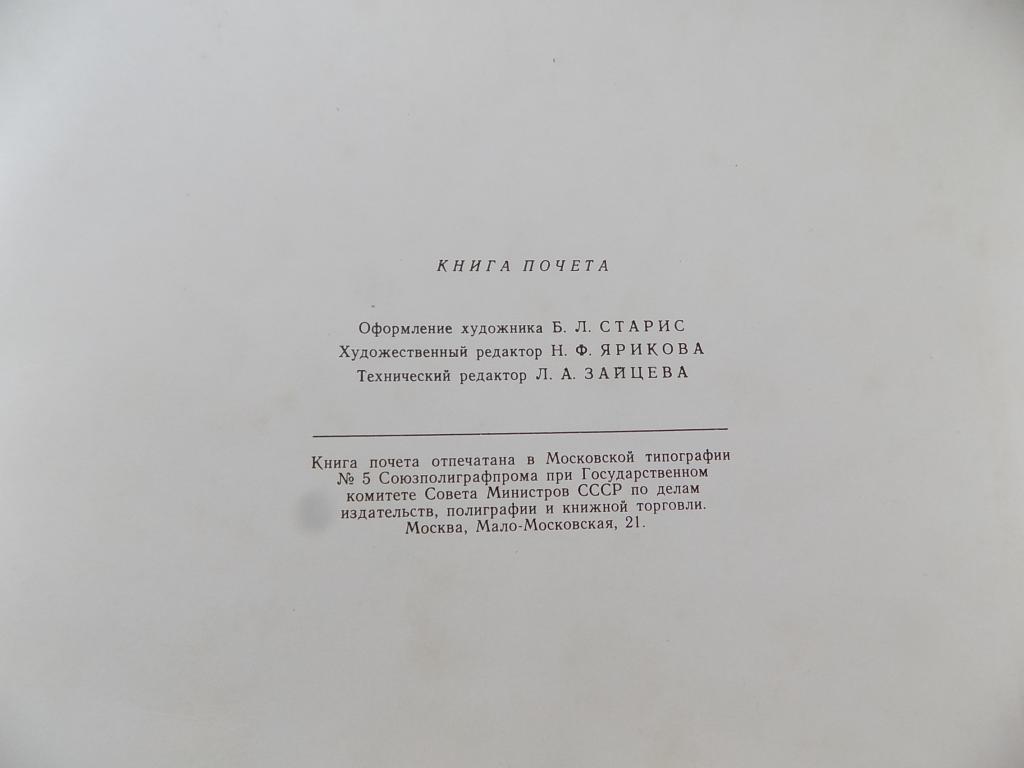 КНИГА ПОЧЕТА
Оформление художника Б. Л. СТАРИС
Художественный редактор Н. Ф. ЯРИКОВА
Технический редактор Л. А. ЗАЙЦЕВА
Книга почета отпечатана в Московской типографии
№ 5 Союзполиграфпрома при Государственном
комитете Совета Министров СССР по делам
издательств, полиграфии и книжной торговли.
Москва, Мало-Московская, 21.